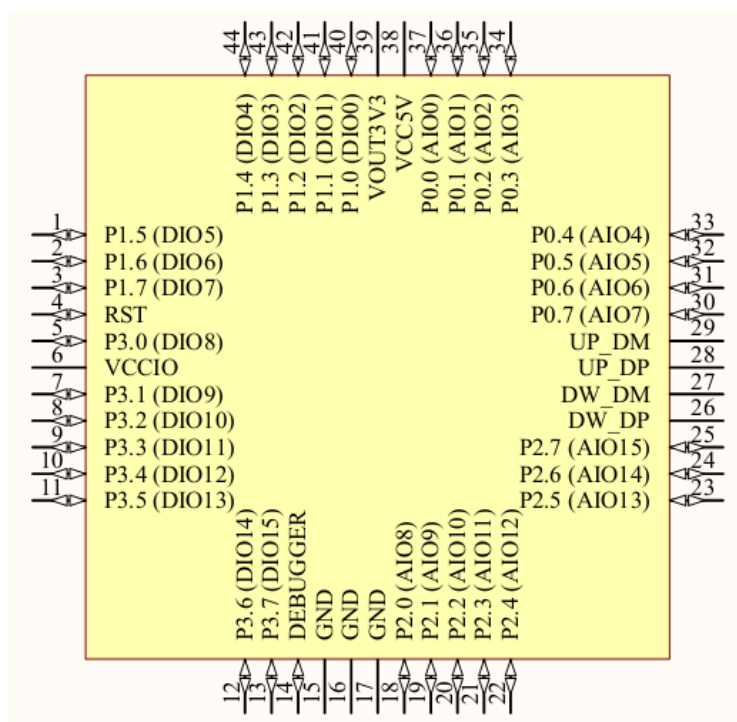 44 43 42 41 40 39 38 37 36 35 34
P1.4 (DIO4)
P1.3 (DIO3)
P1.2 (DIO2)
P1.1 (DIO1)
P1.0 (DIO0)
VOUT3V3
VCC5V
P0.0 (AIO0)
P0.1 (AIO1)
P0.2 (AIO2)
P0.3 (AIO3)
1 P1.5 (DIO5)
2 P1.6 (DIO6)
3 P1.7 (DIO7)
4 RST
5 P3.0 (DIO8)
6 VCCIO
7 P3.1 (DIO9)
8 P3.2 (DIO10)
9 P3.3 (DIO11)
10 P3.4 (DIO12)
11 P3.5 (DIO13)
P0.4 (AIO4) 33
P0.5 (AIO5) 32
P0.6 (AIO6) 31
P0.7 (AIO7) 30
UP_DM 29
UP_DP 28
DW_DM 27
DW_DP 26
P2.7 (AIO15) 25
P2.6 (AIO14) 24
P2.5 (AIO13) 23
P3.6 (DIO14)
P3.7 (DIO15)
DEBUGGER
GND
GND
GND
P2.0 (AIO8)
P2.1 (AIO9)
P2.2 (AIO10)
P2.3 (AIO11)
P2.4 (AIO12)
12 13 14 15 16 17 18 19 20 21 22